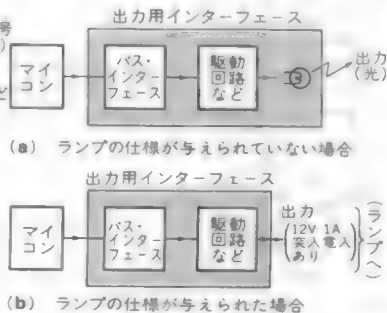 出力用インターフェース
号
)
ど
マイ
コン
バス・
インター
フェース
駆動
回路
など
出力
(光)
(a) ランプの仕様が与えられていない場合
出力用インターフェース
マイ
コン
バス・
インター
フェース
駆動
回路
など
出力
12V 1A
突入電入
あり
(ランプへ)
(b) ランプの仕様が与えられた場合